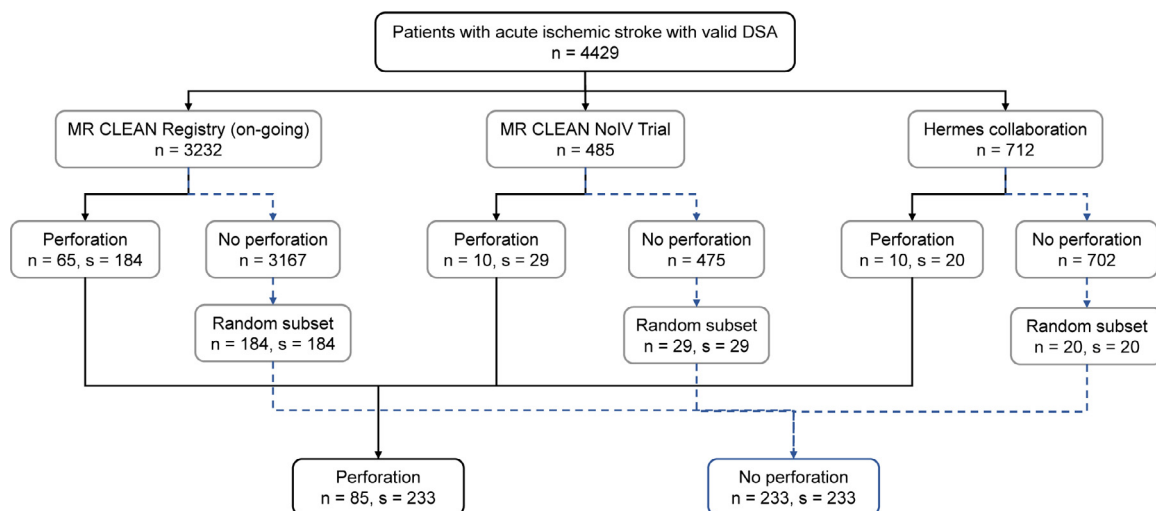 Patients with acute ischemic stroke with valid DSA
n = 4429
MR CLEAN Registry (on-going)
n = 3232
MR CLEAN NoIV Trial
n = 485
Hermes collaboration
n = 712
Perforation
n = 65, s = 184
No perforation
n = 3167
Perforation
n = 10, s = 29
No perforation
n = 475
Perforation
n = 10, s = 20
No perforation
n = 702
Random subset
n = 184, s = 184
Random subset
n = 29, s = 29
Random subset
n = 20, s = 20
Perforation
n = 85, s = 233
No perforation
n = 233, s = 233